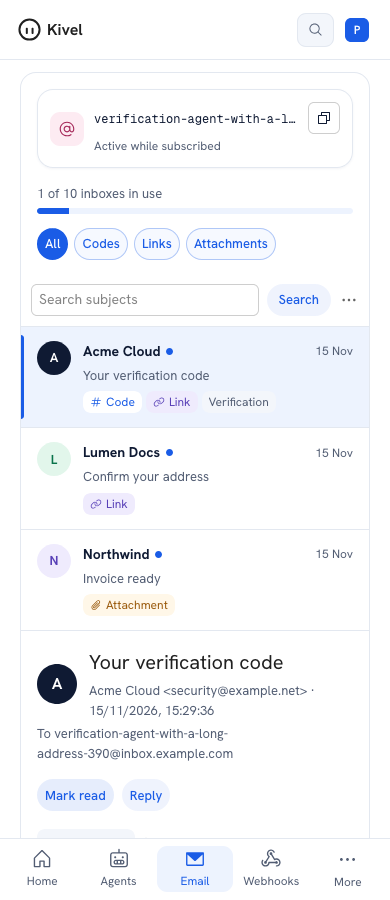 Kivel
P
verification-agent-with-a-l…
Active while subscribed
1 of 10 inboxes in use
All
Codes
Links
Attachments
Search subjects
Search
A
Acme Cloud
15 Nov
Your verification code
Code
Link
Verification
L
Lumen Docs
15 Nov
Confirm your address
Link
N
Northwind
15 Nov
Invoice ready
Attachment
A
Your verification code
Acme Cloud <security@example.net> ·
15/11/2026, 15:29:36
To verification-agent-with-a-long-
address-390@inbox.example.com
Mark read
Reply
Home
Agents
Email
Webhooks
More